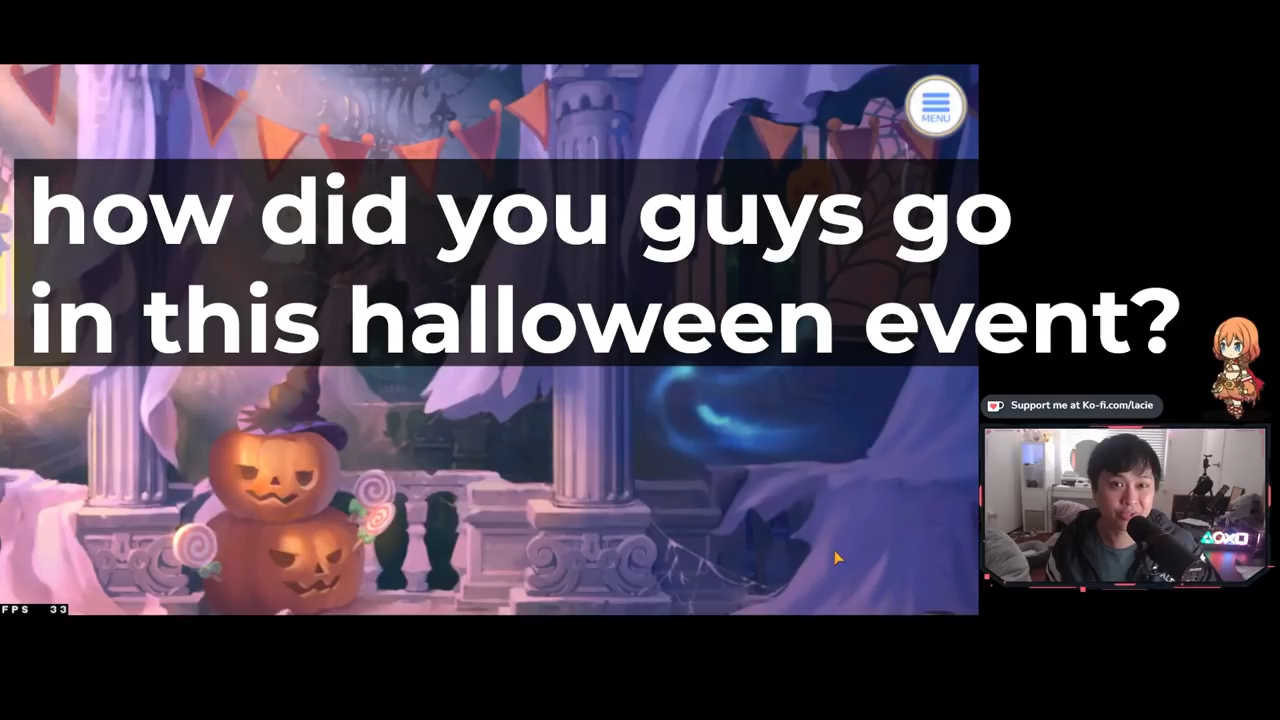 MENU
how did you guys go
in this halloween event?
Support me at Ko-fi.com/lacie
FPS 33